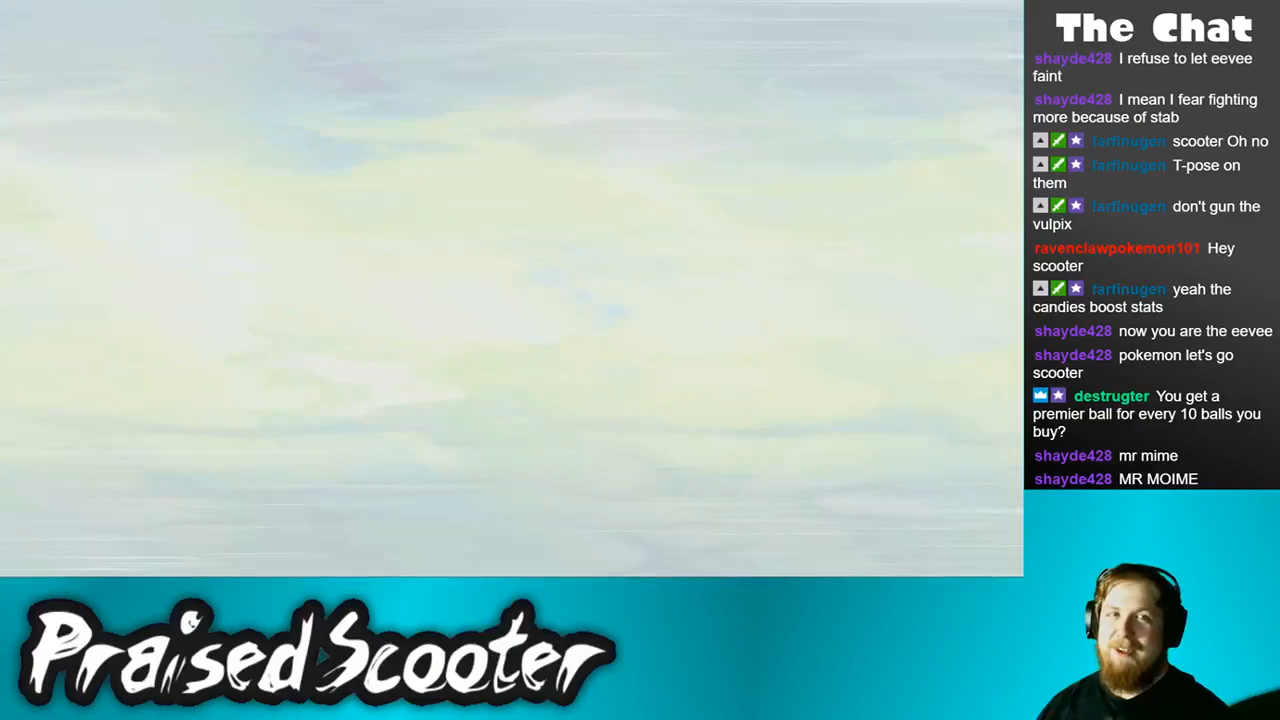 The Chat
shayde428 I refuse to let eevee
faint
shayde428 I mean I fear fighting
more because of stab
farfinugen scooter Oh no
farfinugen T-pose on
them
farfinugen don't gun the
vulpix
ravenclawpokemon101 Hey
scooter
farfinugen yeah the
candies boost stats
shayde428 now you are the eevee
shayde428 pokemon let's go
scooter
destrugter You get a
premier ball for every 10 balls you
buy?
shayde428 mr mime
shayde428 MR MOIME
PraisedScooter